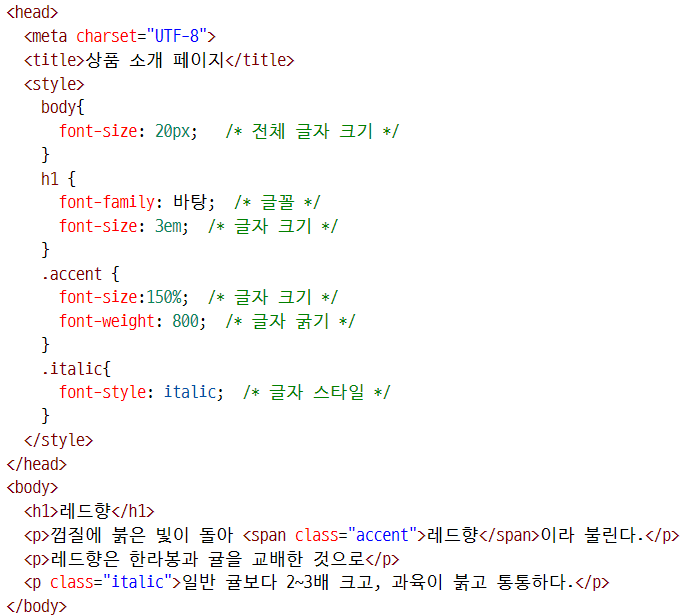 <head>
<meta charset="UTF-8">
<title>상품 소개 페이지</title>
<style>
body{
font-size: 20px; /* 전체 글자 크기 */
}
h1 {
font-family: 바탕; /* 글꼴 */
font-size: 3em; /* 글자 크기 */
}
.accent {
font-size:150%; /* 글자 크기 */
font-weight: 800; /* 글자 굵기 */
}
.italic{
font-style: italic; /* 글자 스타일 */
}
</style>
</head>
<body>
<h1>레드향</h1>
<p>껍질에 붉은 빛이 돌아 <span class="accent">레드향</span>이라 불린다.</p>
<p>레드향은 한라봉과 귤을 교배한 것으로</p>
<p class="italic">일반 귤보다 2~3배 크고, 과육이 붉고 통통하다.</p>
</body>